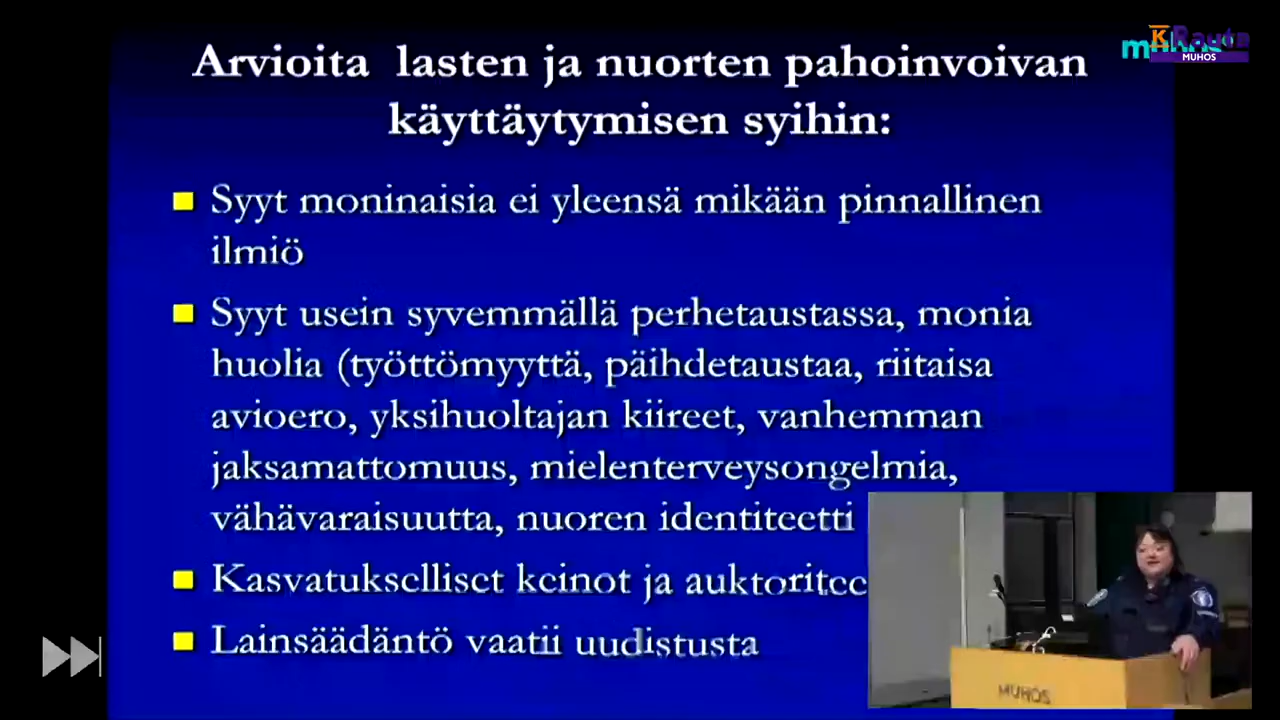 Arvioita lasten ja nuorten pahoinvoivan
käyttäytymisen syihin:
Syyt moninaisia ei yleensä mikään pinnallinen
ilmiö
Syyt usein syvemmällä perhetaustassa, monia
huolia (työttömyyttä, päihdetaustaa, riitaisa
avioero, yksihuoltajan kiireet, vanhemman
jaksamattomuus, mielenterveysongelmia,
vähävaraisuutta, nuoren identiteetti
Kasvatukselliset keinot ja auktoritee
Lainsäädäntö vaatii uudistusta
K Rauta
MUHOS
MUHOS